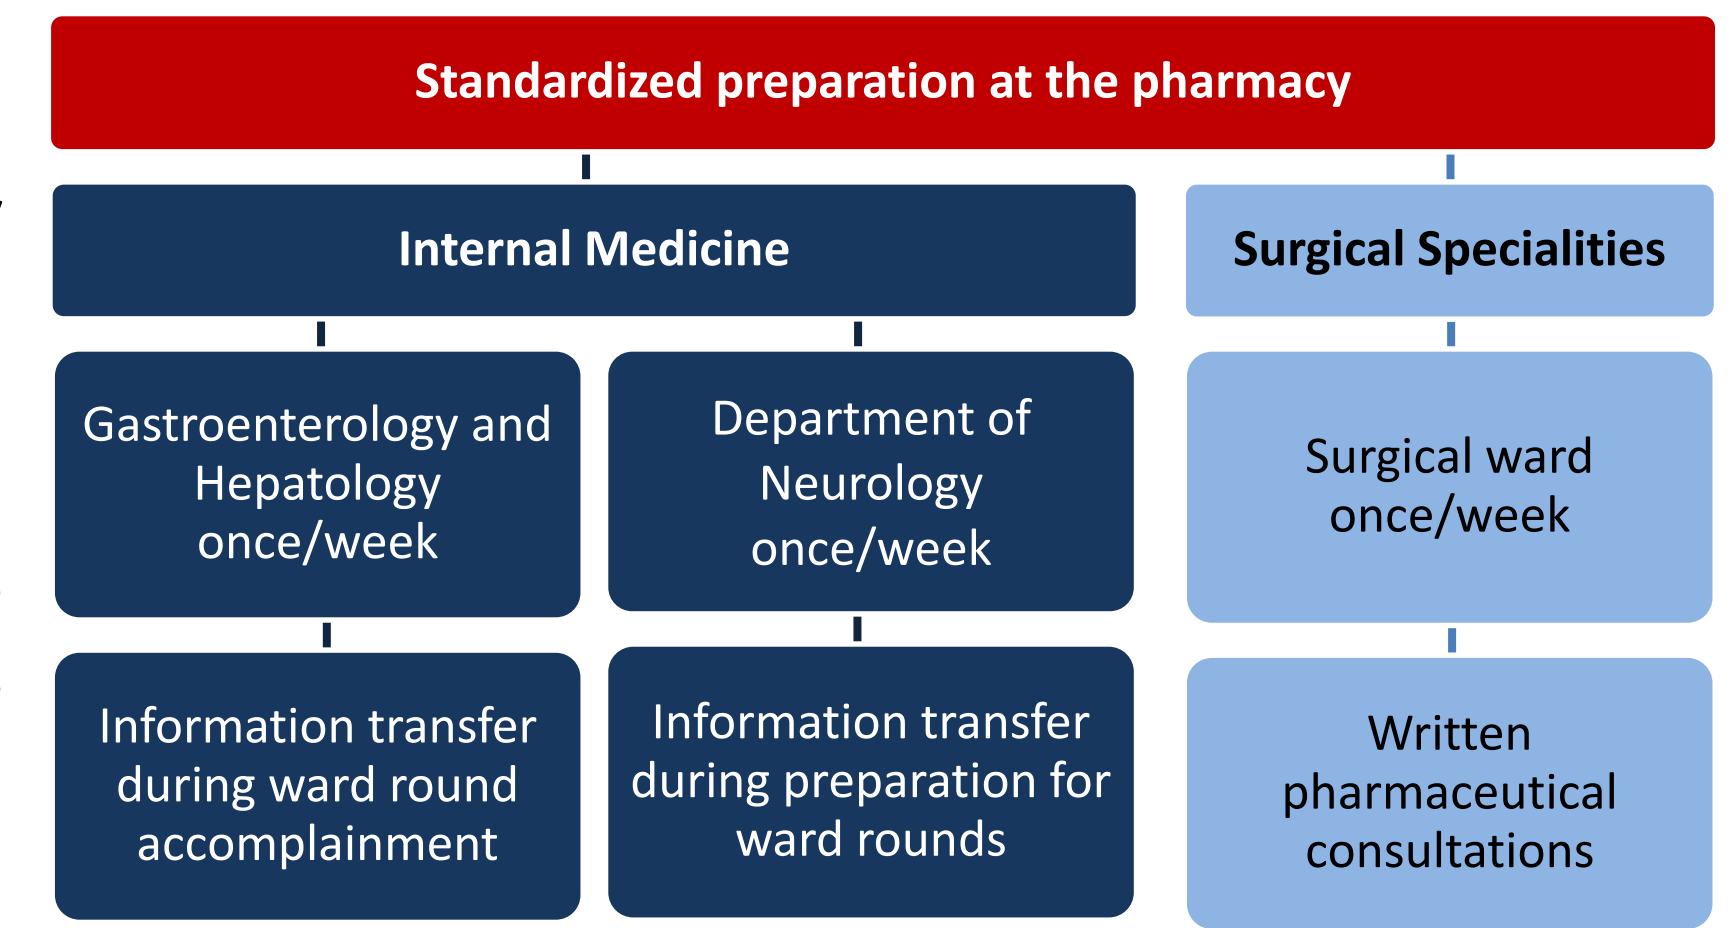 Standardized preparation at the pharmacy
Internal Medicine
Surgical Specialities
Gastroenterology and
Hepatology
once/week
Department of
Neurology
once/week
Surgical ward
once/week
Information transfer
during ward round
accomplainment
Information transfer
during preparation for
ward rounds
Written
pharmaceutical
consultations